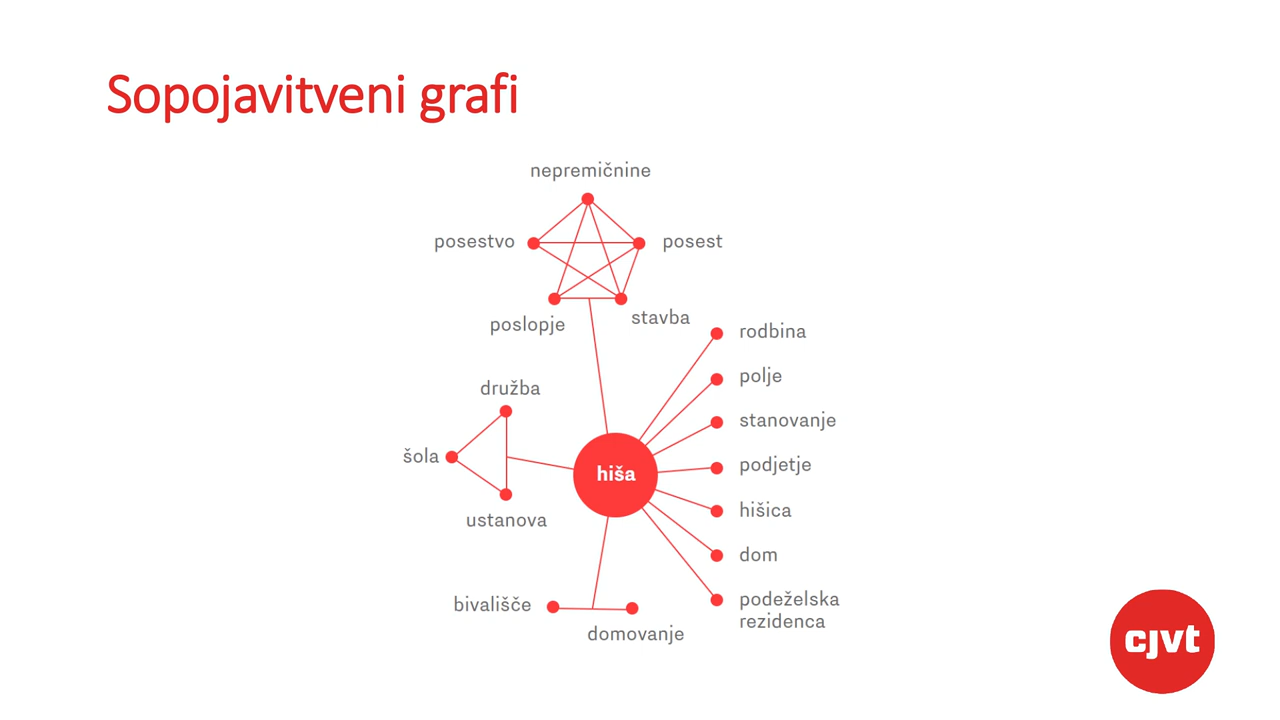 Sopojavitveni grafi
nepremičnine
posestvo
posest
poslopje
stavba
rodbina
polje
stanovanje
podjetje
hišica
dom
podeželska
rezidenca
družba
šola
ustanova
hiša
bivališče
domovanje
cjvt